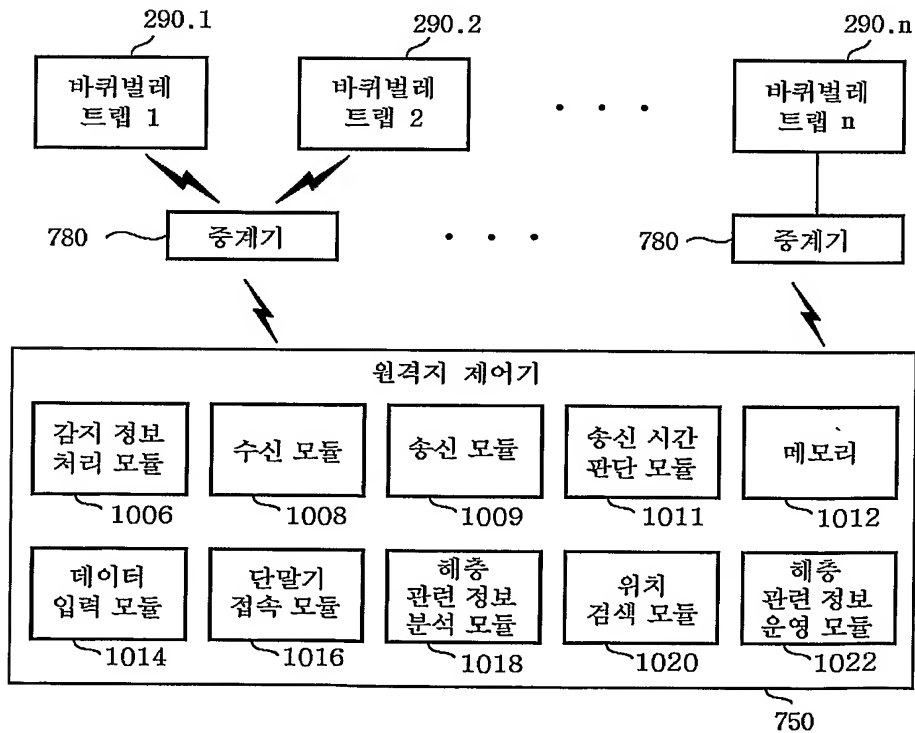 290.1
290.2
290.n
바퀴벌레
트랩 1
바퀴벌레
트랩 2
바퀴벌레
트랩 n
780
중계기
780
중계기
원격지 제어기
감지 정보
처리 모듈
수신 모듈
송신 모듈
송신 시간
판단 모듈
메모리
1006
1008
1009
1011
1012
데이터
입력 모듈
단말기
접속 모듈
해충
관련 정보
분석 모듈
위치
검색 모듈
해충
관련 정보
운영 모듈
1014
1016
1018
1020
1022
750